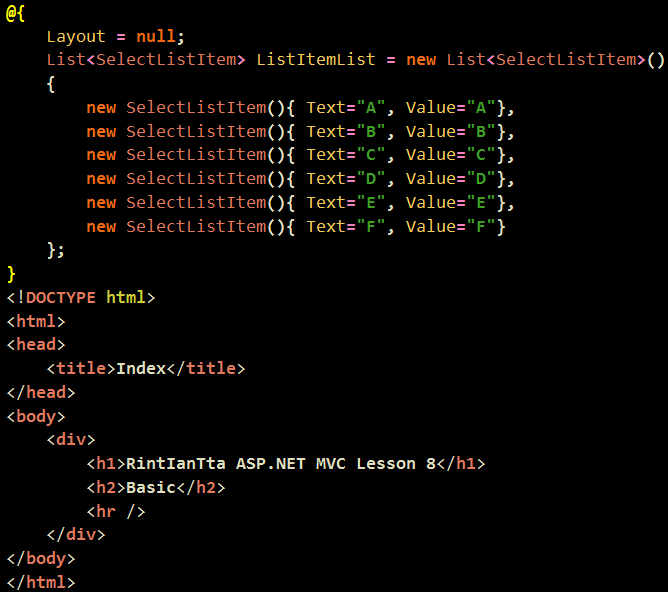 @{
    Layout = null;
    List<SelectListItem> ListItemList = new List<SelectListItem>()
    {
        new SelectListItem(){ Text="A", Value="A"},
        new SelectListItem(){ Text="B", Value="B"},
        new SelectListItem(){ Text="C", Value="C"},
        new SelectListItem(){ Text="D", Value="D"},
        new SelectListItem(){ Text="E", Value="E"},
        new SelectListItem(){ Text="F", Value="F"}
    };
}
<!DOCTYPE html>
<html>
<head>
    <title>Index</title>
</head>
<body>
    <div>
        <h1>RintIanTta ASP.NET MVC Lesson 8</h1>
        <h2>Basic</h2>
        <hr />
    </div>
</body>
</html>